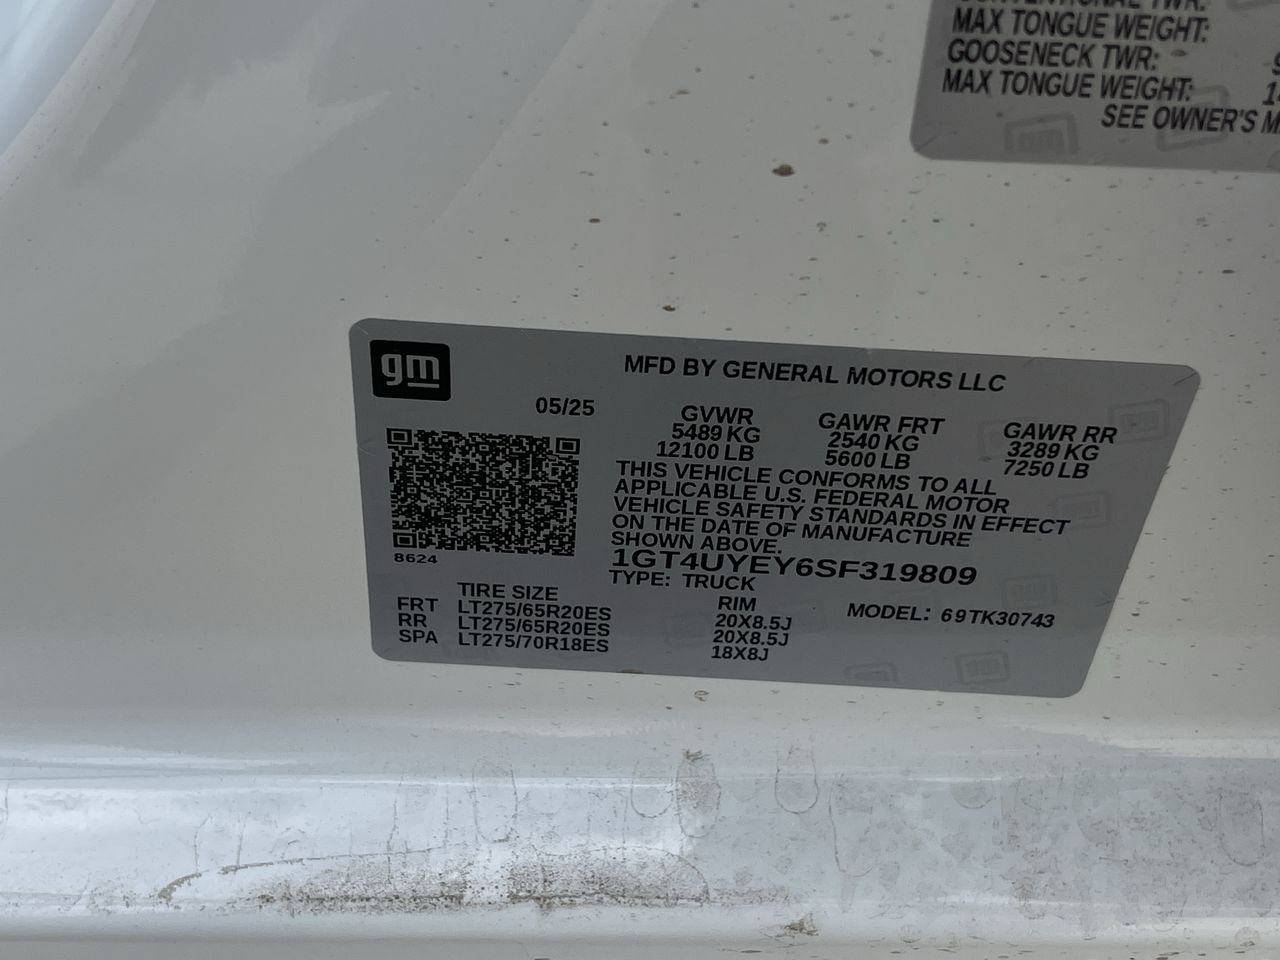 MAX TONGUE WEIGHT:
GOOSENECK TWR:
MAX TONGUE WEIGHT:
SEE OWNER'S
gm
MFD BY GENERAL MOTORS LLC
05/25
GVWR GAWR FRT GAWR RR
5489 KG 2540 KG 3289 KG
12100 LB 5600 LB 7250 LB
THIS VEHICLE CONFORMS TO ALL
APPLICABLE U.S. FEDERAL MOTOR
VEHICLE SAFETY STANDARDS IN EFFECT
ON THE DATE OF MANUFACTURE
SHOWN ABOVE.
8624
1GT4UYEY6SF319809
TYPE: TRUCK
TIRE SIZE RIM MODEL: 69TK30743
FRT LT275/65R20ES 20X8.5J
RR LT275/65R20ES 20X8.5J
SPA LT275/70R18ES 18X8J